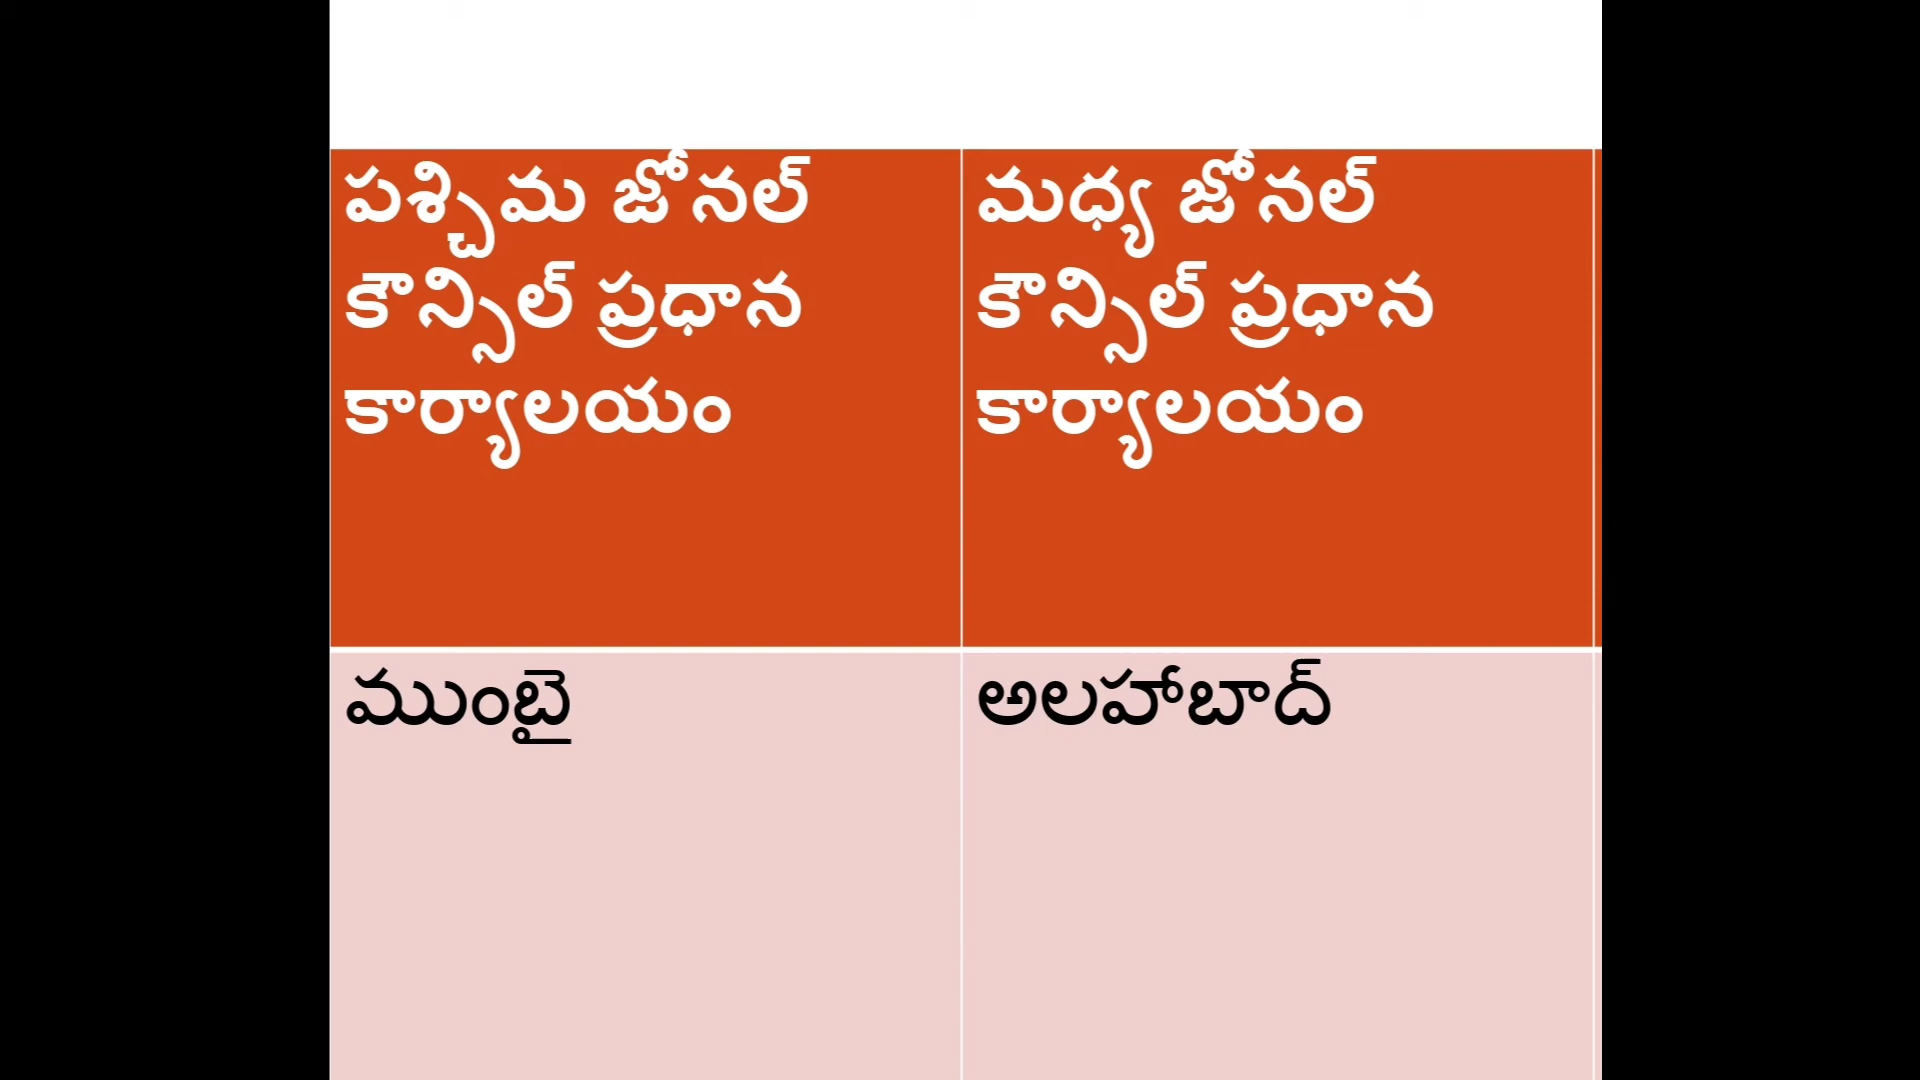 పశ్చిమ జోనల్
కౌన్సిల్ ప్రధాన
కార్యాలయం
మధ్య జోనల్
కౌన్సిల్ ప్రధాన
కార్యాలయం
ముంబై
అలహాబాద్